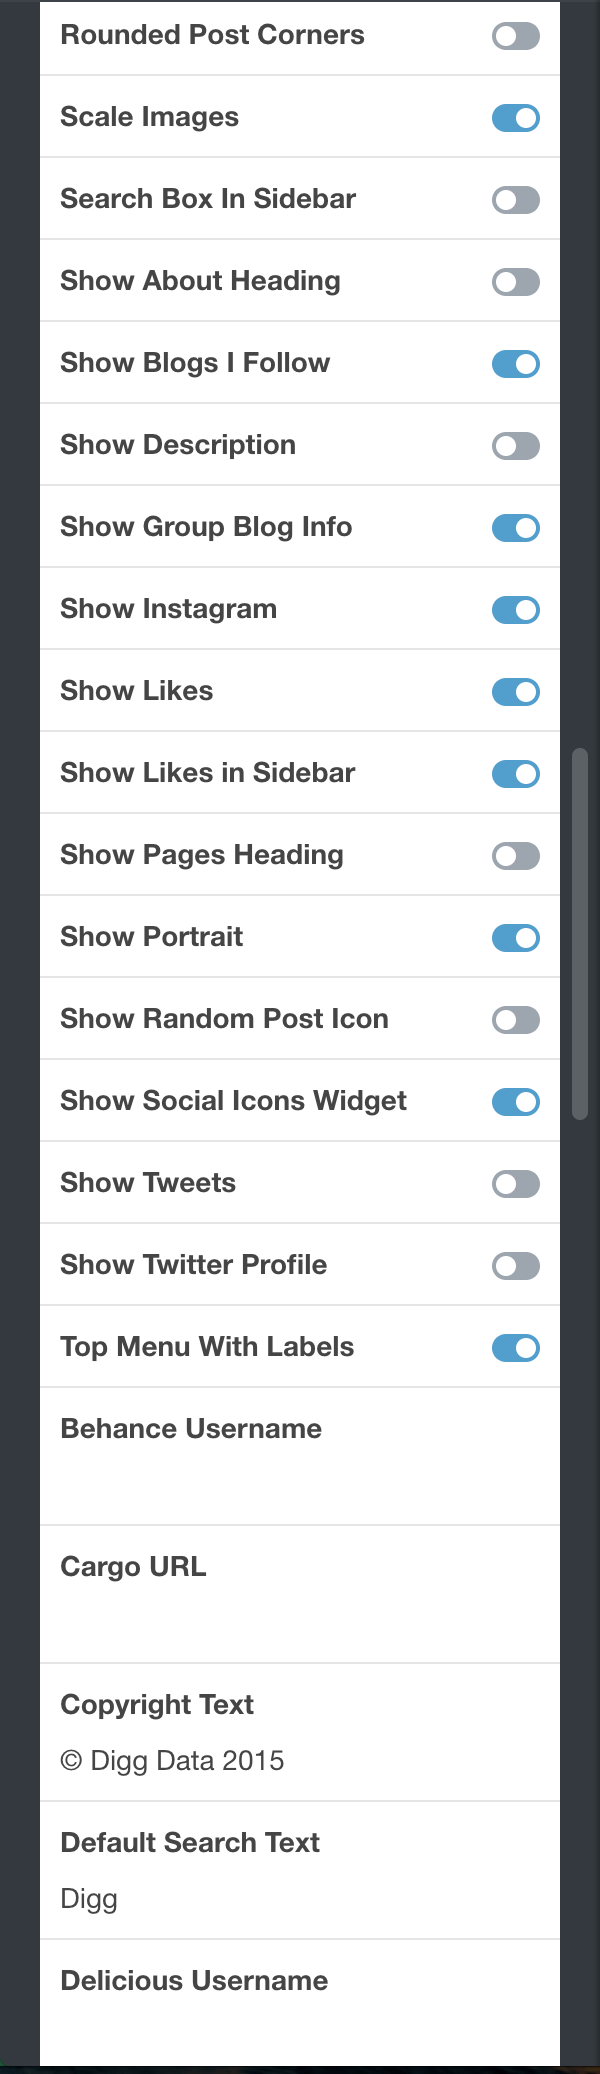 Rounded Post Corners
Scale Images
Search Box In Sidebar
Show About Heading
Show Blogs I Follow
Show Description
Show Group Blog Info
Show Instagram
Show Likes
Show Likes in Sidebar
Show Pages Heading
Show Portrait
Show Random Post Icon
Show Social Icons Widget
Show Tweets
Show Twitter Profile
Top Menu With Labels
Behance Username
Cargo URL
Copyright Text
© Digg Data 2015
Default Search Text
Digg
Delicious Username